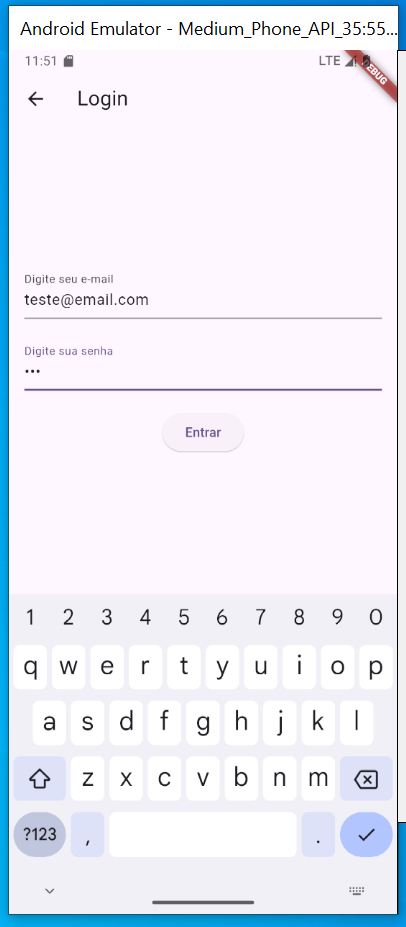 Android Emulator - Medium_Phone_API_35:55...
11:51
LTE
DEBUG
Login
Digite seu e-mail
teste@email.com
Digite sua senha
•••
Entrar
1 2 3 4 5 6 7 8 9 0
q w e r t y u i o p
a s d f g h j k l
z x c v b n m
?123 , .